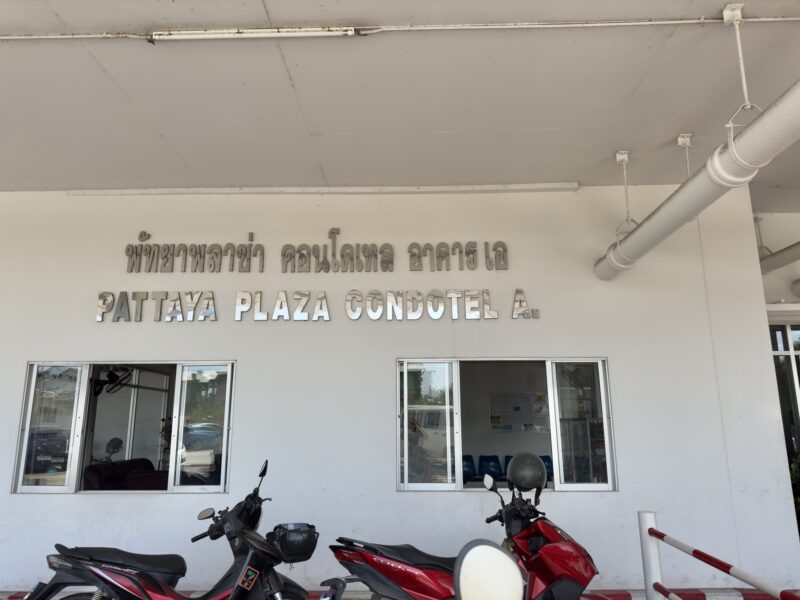 พัทยาพลาซ่า คอนโดเทล อาคาร เอ
PATTAYA PLAZA CONDOTEL A.
CLICK